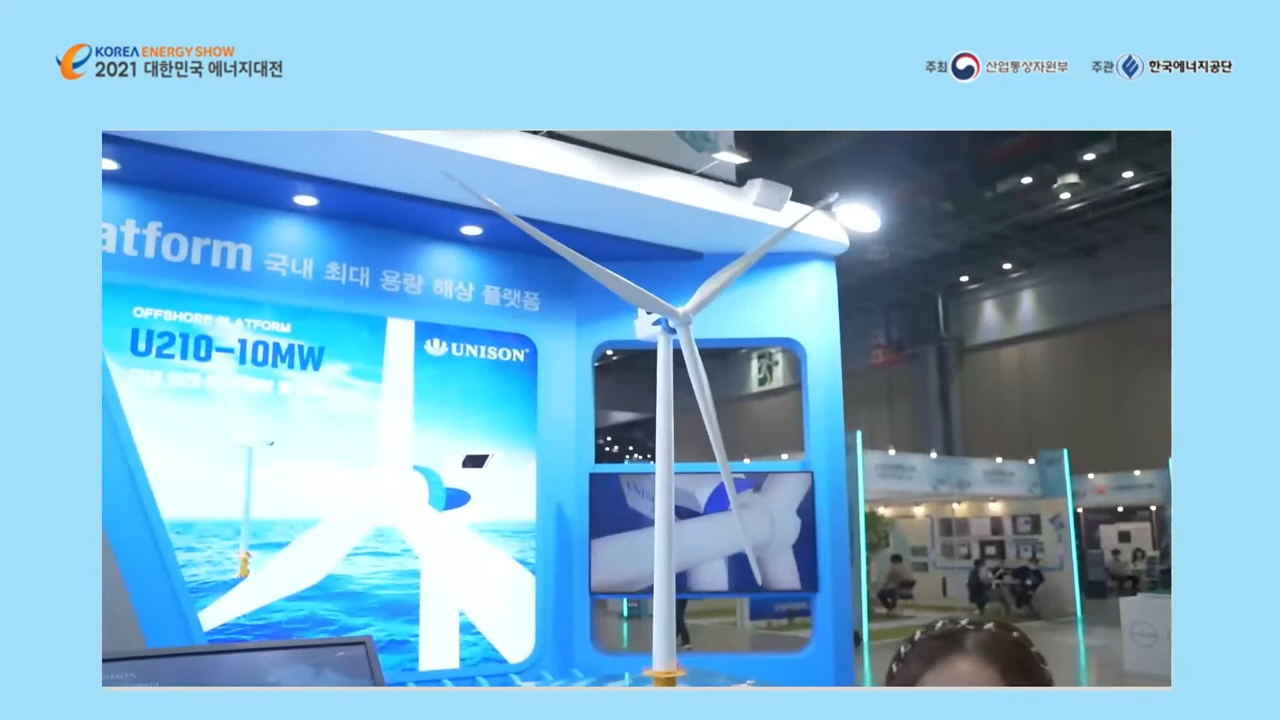 KOREA ENERGY SHOW
2021 대한민국 에너지대전
주최 산업통상자원부 주관 한국에너지공단
atform 국내 최대 용량 해상 플랫폼
OFFSHORE PLATFORM
U210-10MW
UNISON